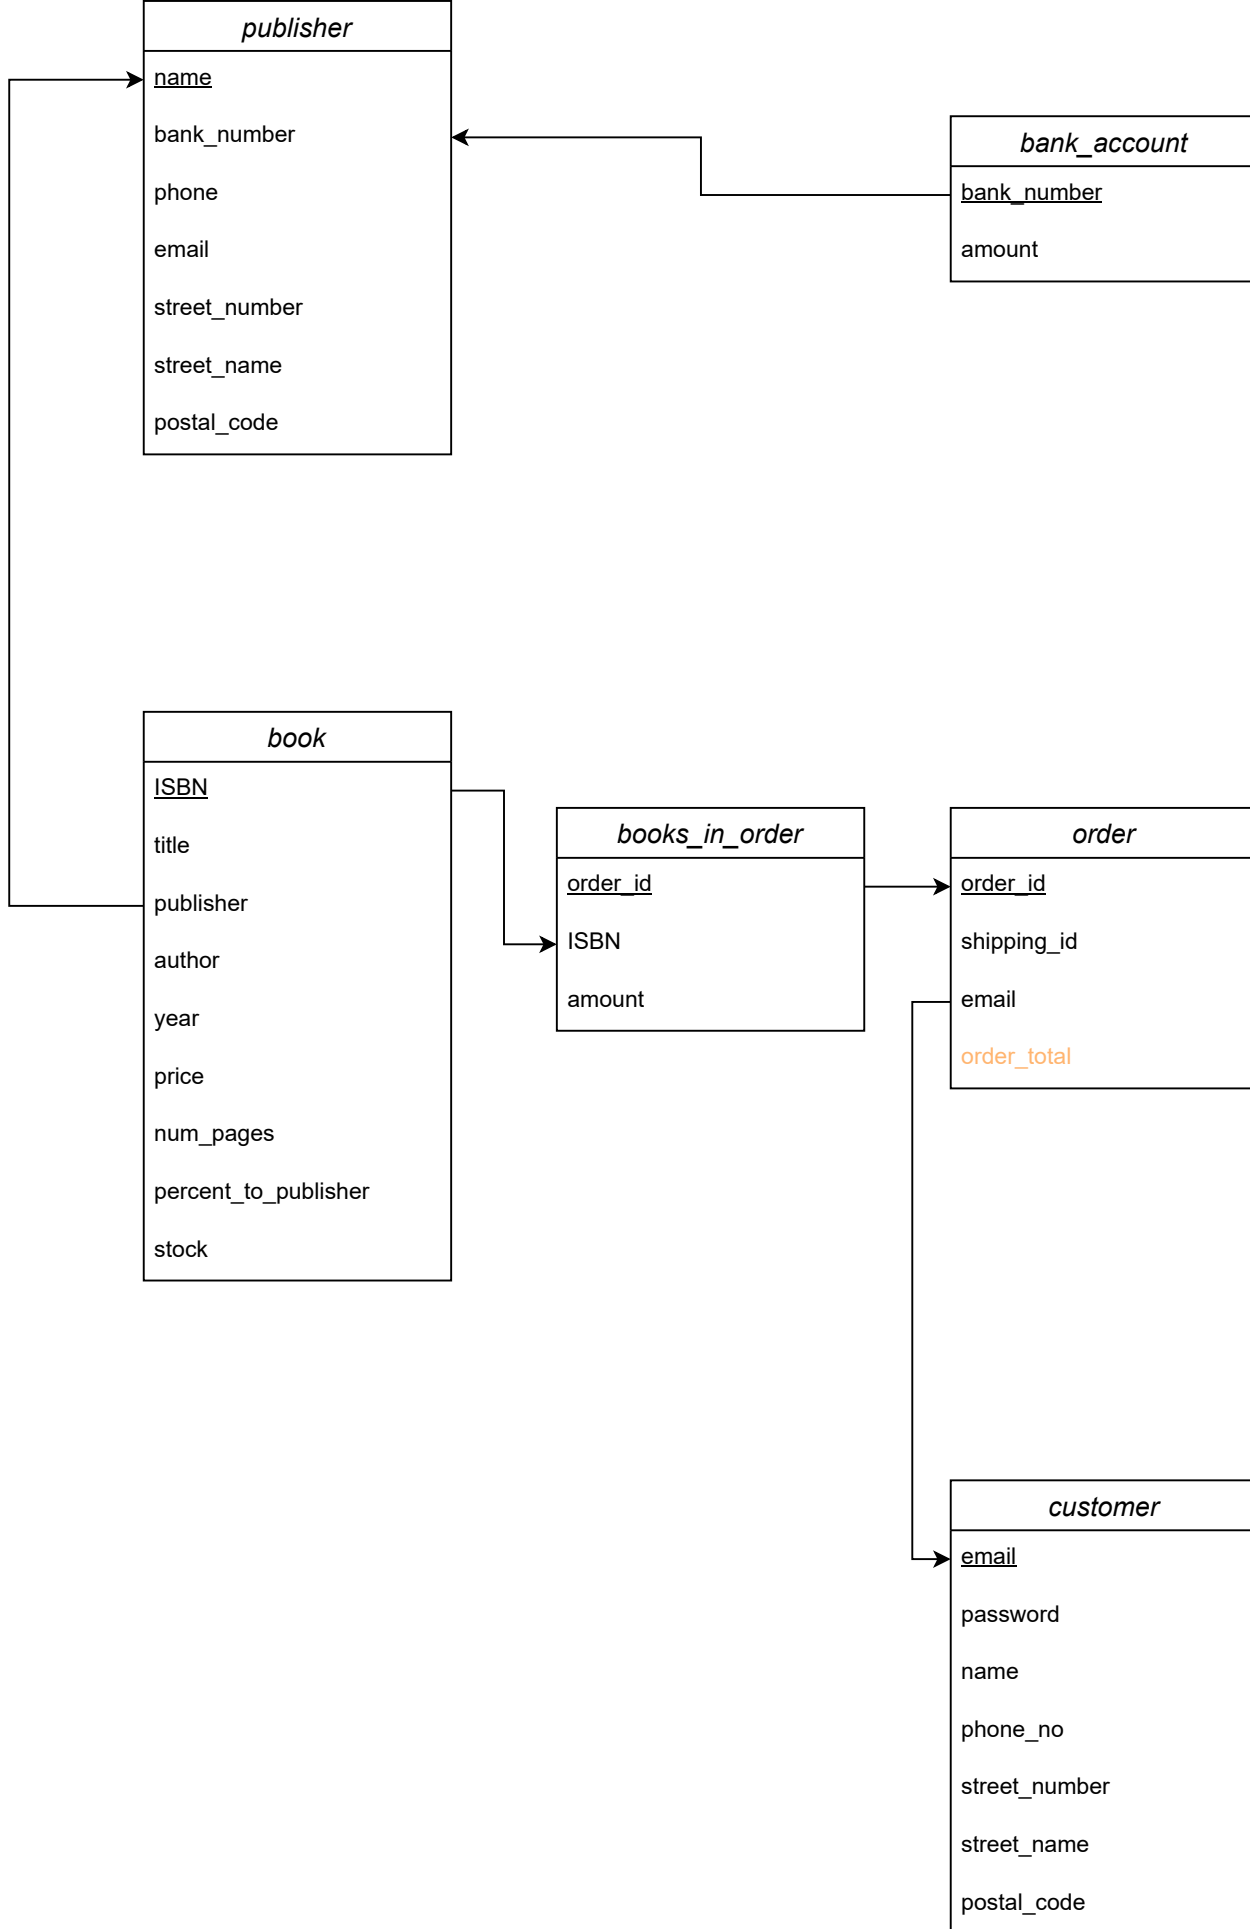 publisher
name
bank_number
phone
email
street_number
street_name
postal_code
bank_account
bank_number
amount
book
ISBN
title
publisher
author
year
price
num_pages
percent_to_publisher
stock
books_in_order
order_id
ISBN
amount
order
order_id
shipping_id
email
order_total
customer
email
password
name
phone_no
street_number
street_name
postal_code